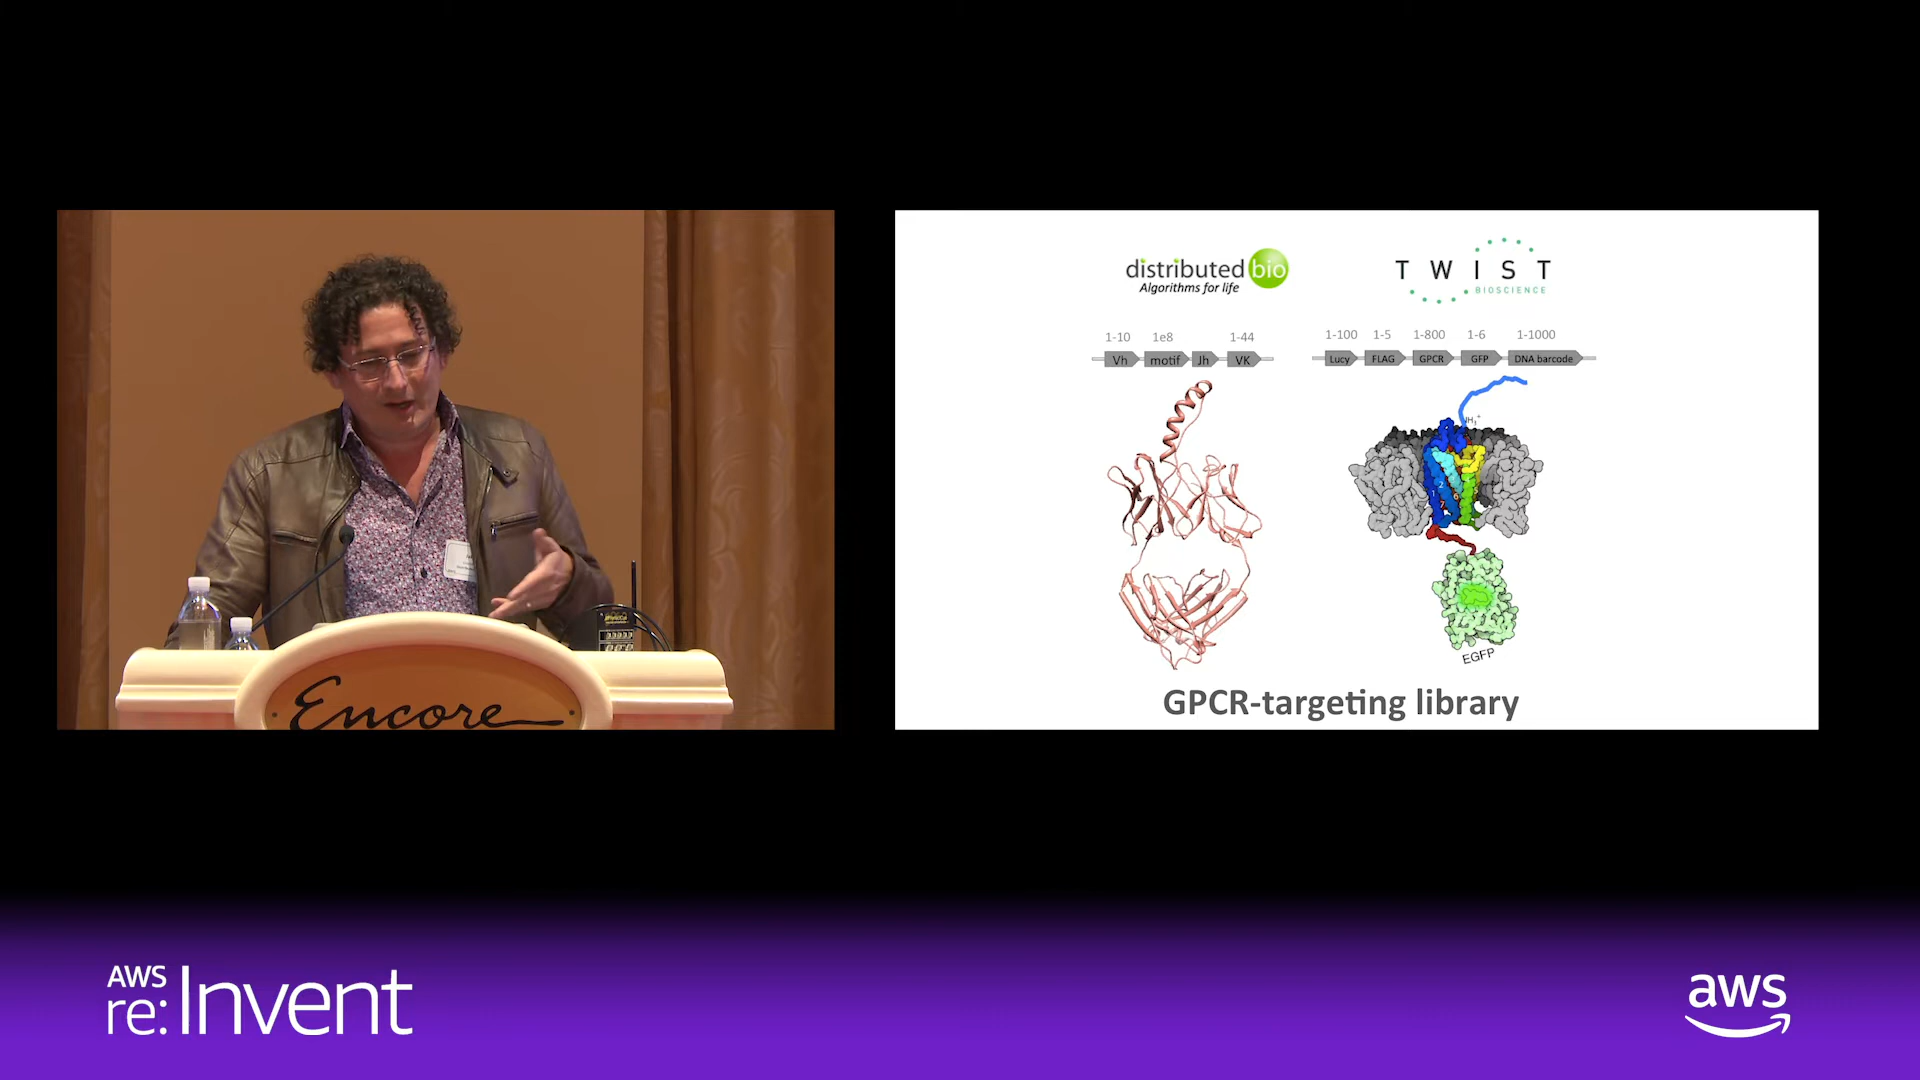 Encore
distributed bio
Algorithms for life
TWIST
BIOSCIENCE
1-10 1e8 1-44
Vh motif Jh VK
1-100 1-5 1-800 1-6 1-1000
Lucy FLAG GPCR GFP DNA barcode
EGFP
GPCR-targeting library
AWS
re:Invent
aws